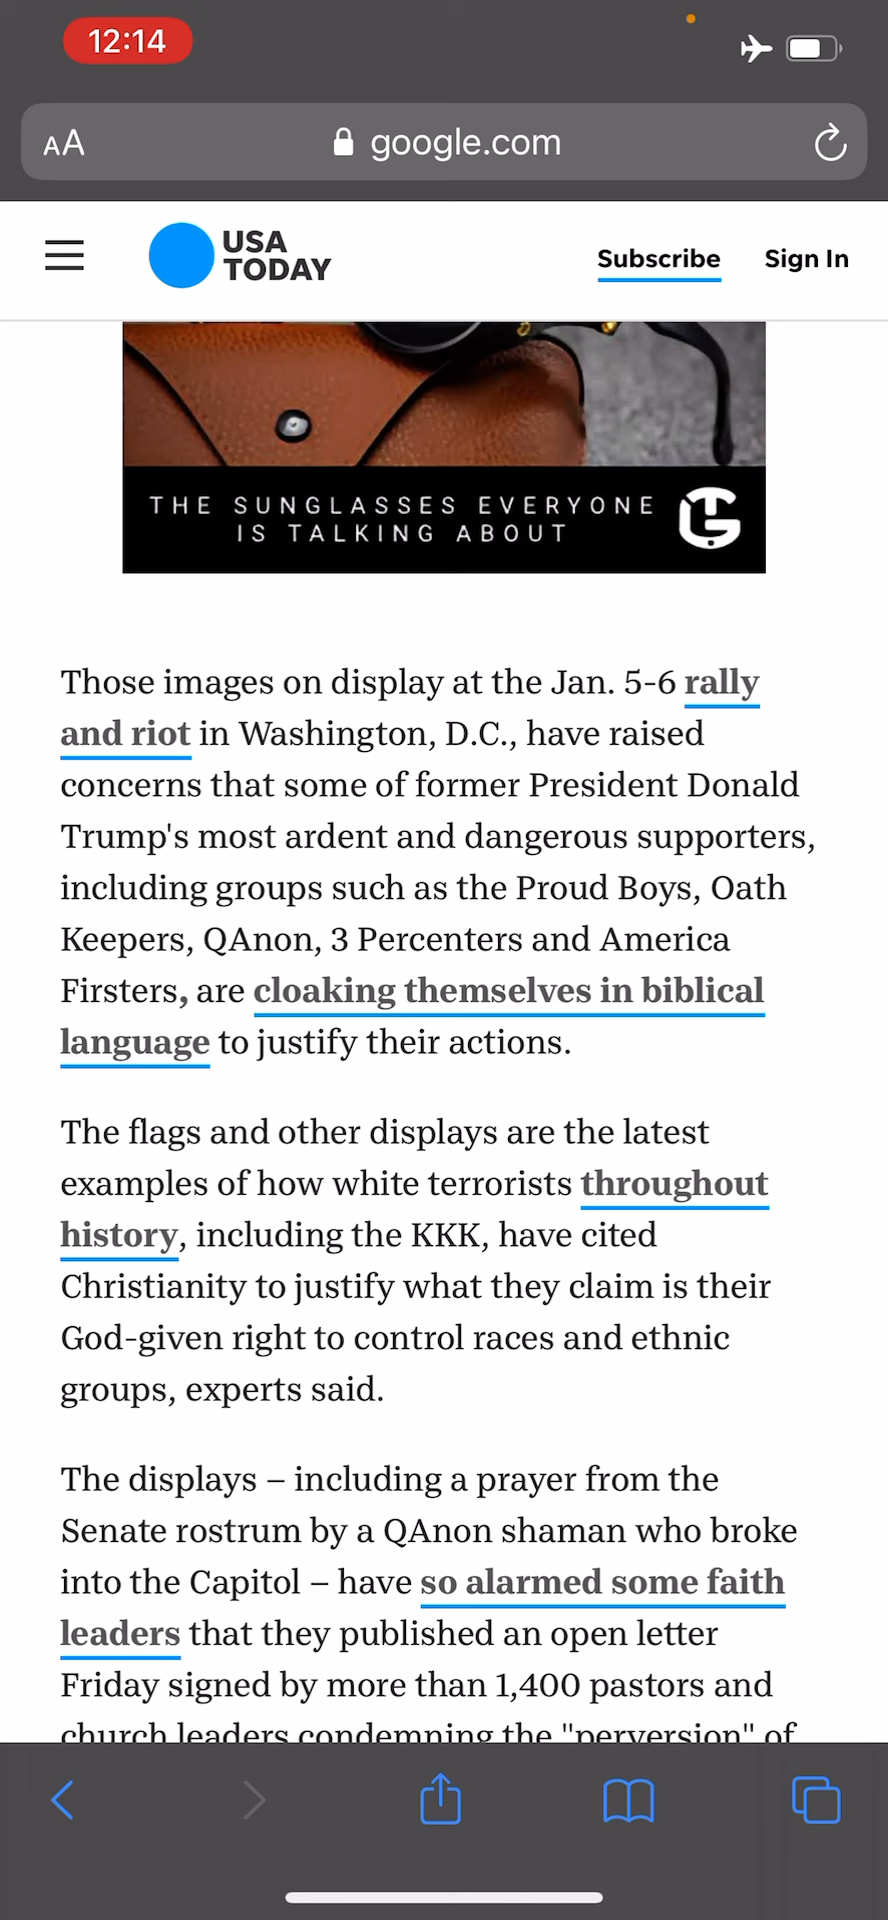 12:14
AA google.com
USA
TODAY
Subscribe Sign In
THE SUNGLASSES EVERYONE
IS TALKING ABOUT
Those images on display at the Jan. 5-6 rally
and riot in Washington, D.C., have raised
concerns that some of former President Donald
Trump's most ardent and dangerous supporters,
including groups such as the Proud Boys, Oath
Keepers, QAnon, 3 Percenters and America
Firsters, are cloaking themselves in biblical
language to justify their actions.
The flags and other displays are the latest
examples of how white terrorists throughout
history, including the KKK, have cited
Christianity to justify what they claim is their
God-given right to control races and ethnic
groups, experts said.
The displays – including a prayer from the
Senate rostrum by a QAnon shaman who broke
into the Capitol – have so alarmed some faith
leaders that they published an open letter
Friday signed by more than 1,400 pastors and
church leaders condemning the "perversion" of